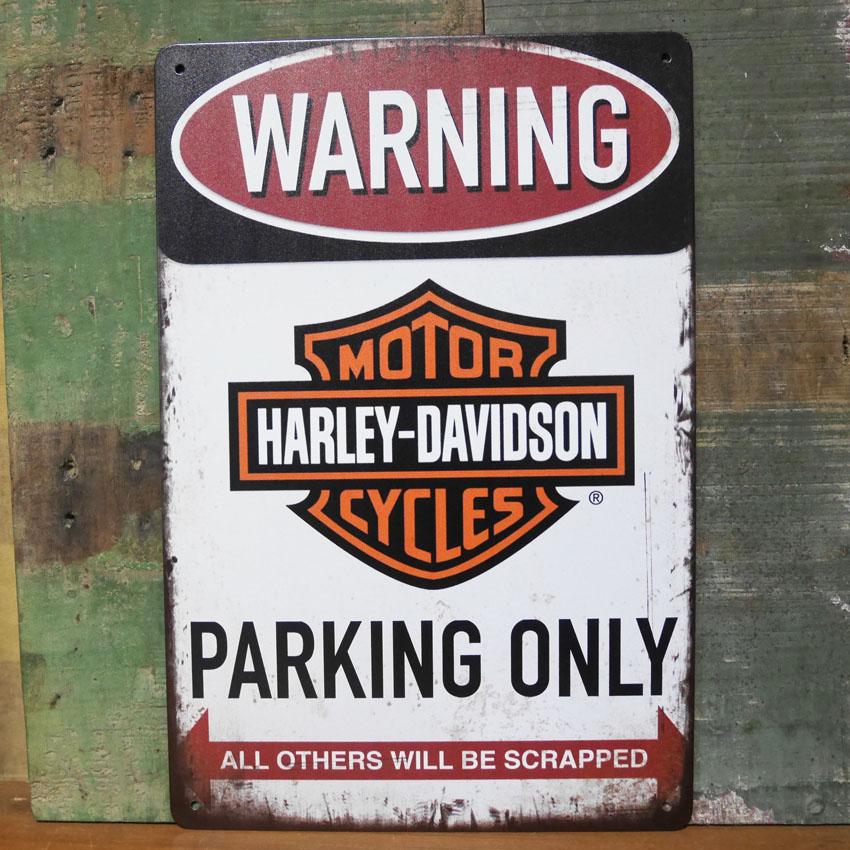 WARNING
MOTOR
HARLEY-DAVIDSON
CYCLES
®
PARKING ONLY
ALL OTHERS WILL BE SCRAPPED